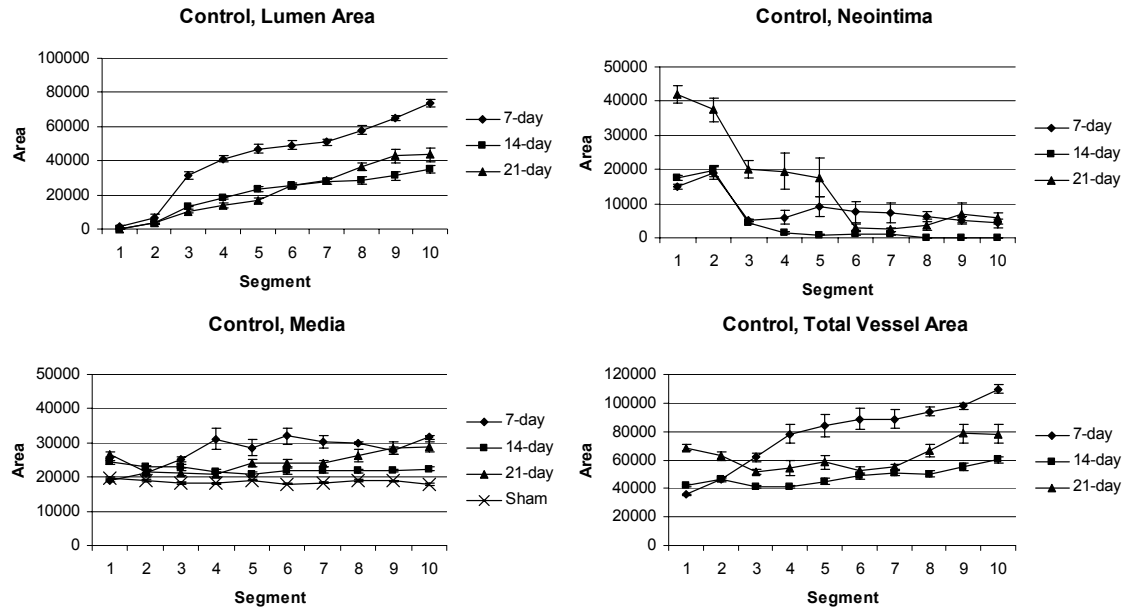 Control, Lumen Area
100000
80000
60000
40000
20000
0
Area
1 2 3 4 5 6 7 8 9 10
Segment
7-day
14-day
21-day
Control, Neointima
50000
40000
30000
20000
10000
0
Area
1 2 3 4 5 6 7 8 9 10
Segment
7-day
14-day
21-day
Control, Media
50000
40000
30000
20000
10000
0
Area
1 2 3 4 5 6 7 8 9 10
Segment
7-day
14-day
21-day
Sham
Control, Total Vessel Area
120000
100000
80000
60000
40000
20000
0
Area
1 2 3 4 5 6 7 8 9 10
Segment
7-day
14-day
21-day